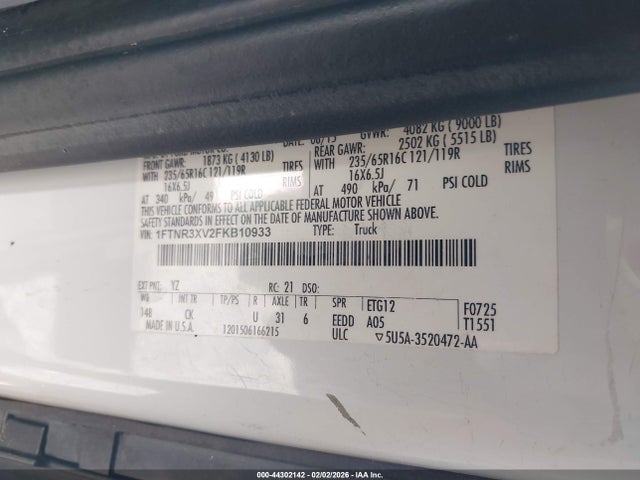 DATE: 08/15 GVWR: 4082 KG ( 9000 LB)
FRONT GAWR: 1873 KG ( 4130 LB) REAR GAWR: 2502 KG ( 5515 LB)
WITH 235/65R16C 121/119R TIRES WITH 235/65R16C 121/119R TIRES
16X6.5J RIMS 16X6.5J RIMS
AT 340 kPa/ 49 PSI COLD AT 490 kPa/ 71 PSI COLD
THIS VEHICLE CONFORMS TO ALL APPLICABLE FEDERAL MOTOR VEHICLE
SAFETY STANDARDS IN EFFECT ON THE DATE OF MANUFACTURE SHOWN ABOVE.
1FTNR3XV2FKB10933 TYPE: Truck
EXT PNT: YZ RC: 21 DSO:
WB INT TR TP/PS R AXLE TR SPR ETG12 F0725
148 CK U 31 6 EEDD A05 T1551
MADE IN U.S.A. 1201506166215 ULC 5U5A-3520472-AA
000-44302142 - 02/02/2026 - IAA Inc.